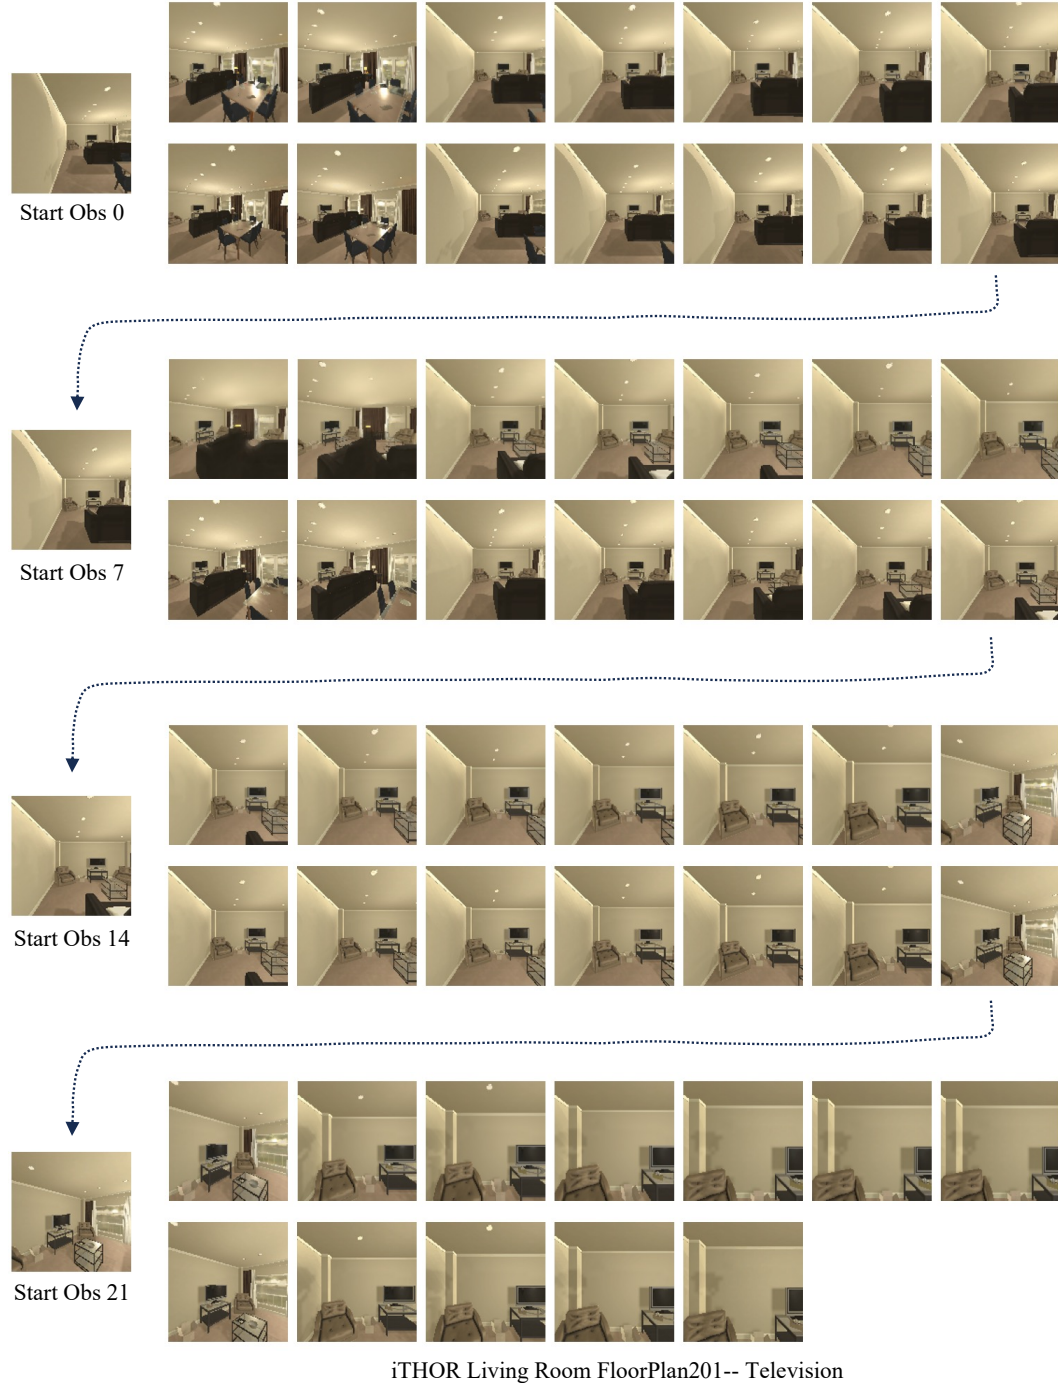 Start Obs 0
Start Obs 7
Start Obs 14
Start Obs 21
iTHOR Living Room FloorPlan201-- Television